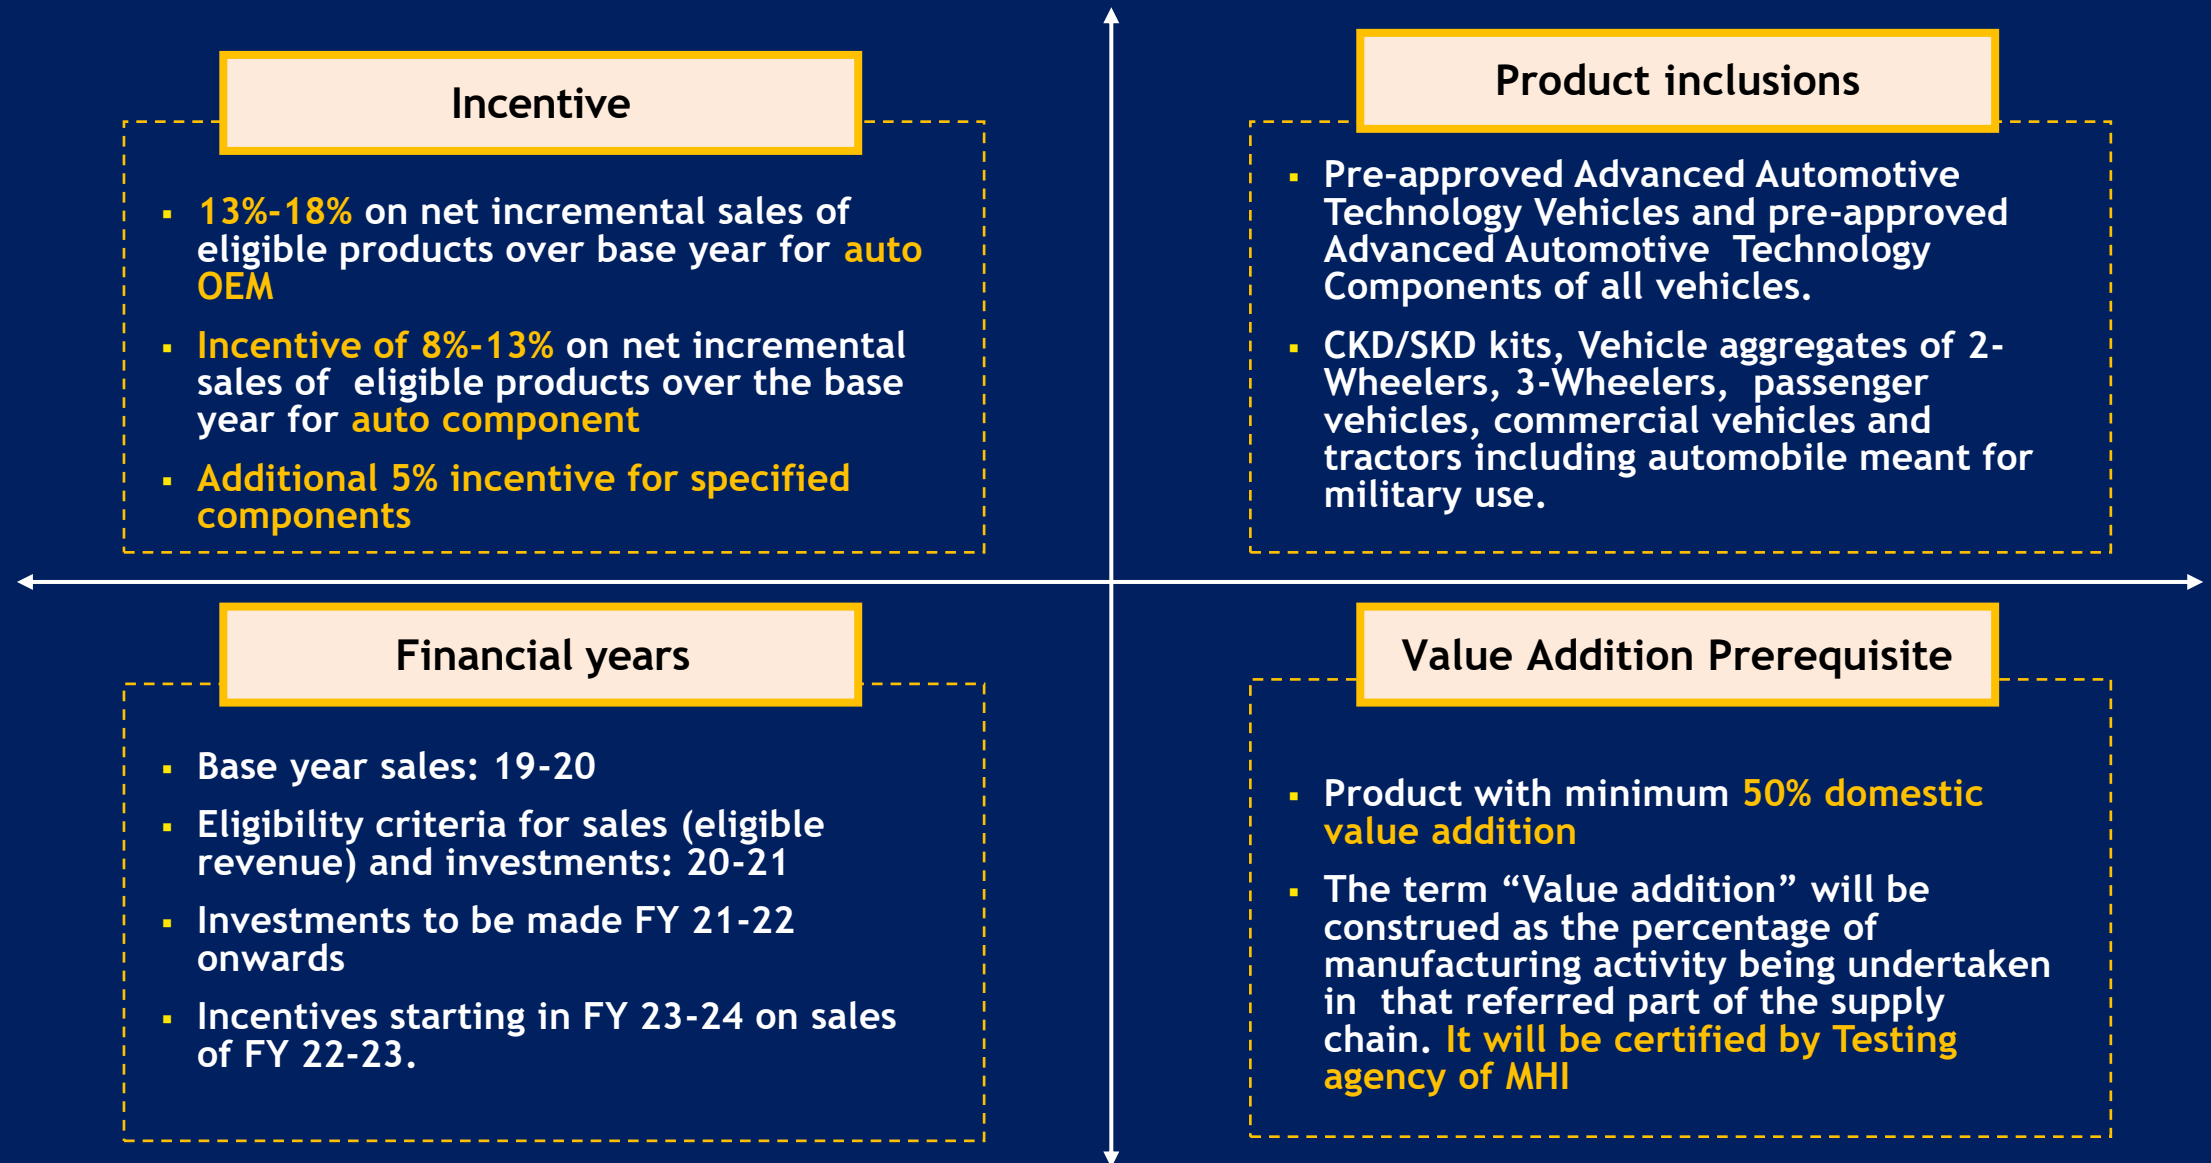 Incentive
13%-18% on net incremental sales of
eligible products over base year for auto
OEM
Incentive of 8%-13% on net incremental
sales of eligible products over the base
year for auto component
Additional 5% incentive for specified
components
Product inclusions
Pre-approved Advanced Automotive
Technology Vehicles and pre-approved
Advanced Automotive Technology
Components of all vehicles.
CKD/SKD kits, Vehicle aggregates of 2-
Wheelers, 3-Wheelers, passenger
vehicles, commercial vehicles and
tractors including automobile meant for
military use.
Financial years
Base year sales: 19-20
Eligibility criteria for sales (eligible
revenue) and investments: 20-21
Investments to be made FY 21-22
onwards
Incentives starting in FY 23-24 on sales
of FY 22-23.
Value Addition Prerequisite
Product with minimum 50% domestic
value addition
The term “Value addition” will be
construed as the percentage of
manufacturing activity being undertaken
in that referred part of the supply
chain. It will be certified by Testing
agency of MHI